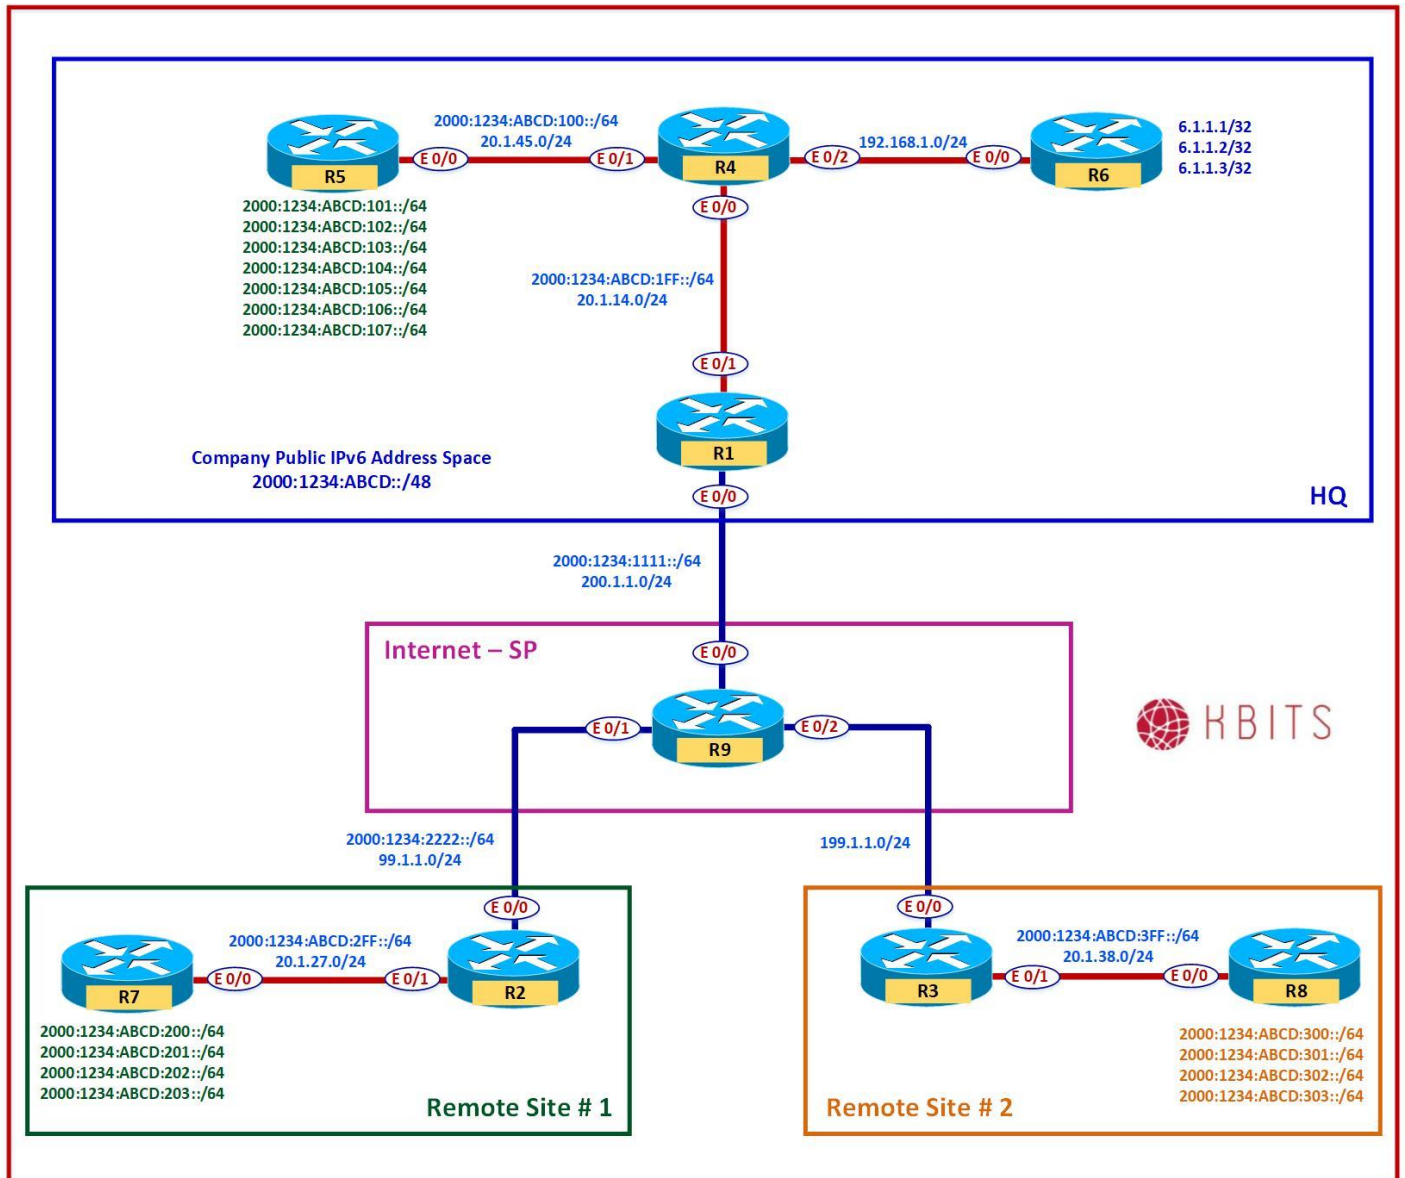 2000:1234:ABCD:100::/64
20.1.45.0/24
E 0/0
E 0/1
R5
R4
E 0/2
192.168.1.0/24
E 0/0
R6
6.1.1.1/32
6.1.1.2/32
6.1.1.3/32
2000:1234:ABCD:101::/64
2000:1234:ABCD:102::/64
2000:1234:ABCD:103::/64
2000:1234:ABCD:104::/64
2000:1234:ABCD:105::/64
2000:1234:ABCD:106::/64
2000:1234:ABCD:107::/64
E 0/0
2000:1234:ABCD:1FF::/64
20.1.14.0/24
E 0/1
R1
E 0/0
Company Public IPv6 Address Space
2000:1234:ABCD::/48
HQ
2000:1234:1111::/64
200.1.1.0/24
Internet – SP
E 0/0
E 0/1
R9
E 0/2
KBITS
2000:1234:2222::/64
99.1.1.0/24
199.1.1.0/24
E 0/0
2000:1234:ABCD:2FF::/64
20.1.27.0/24
R7
E 0/0
E 0/1
R2
2000:1234:ABCD:200::/64
2000:1234:ABCD:201::/64
2000:1234:ABCD:202::/64
2000:1234:ABCD:203::/64
Remote Site # 1
E 0/0
2000:1234:ABCD:3FF::/64
20.1.38.0/24
R3
E 0/1
E 0/0
R8
2000:1234:ABCD:300::/64
2000:1234:ABCD:301::/64
2000:1234:ABCD:302::/64
2000:1234:ABCD:303::/64
Remote Site # 2